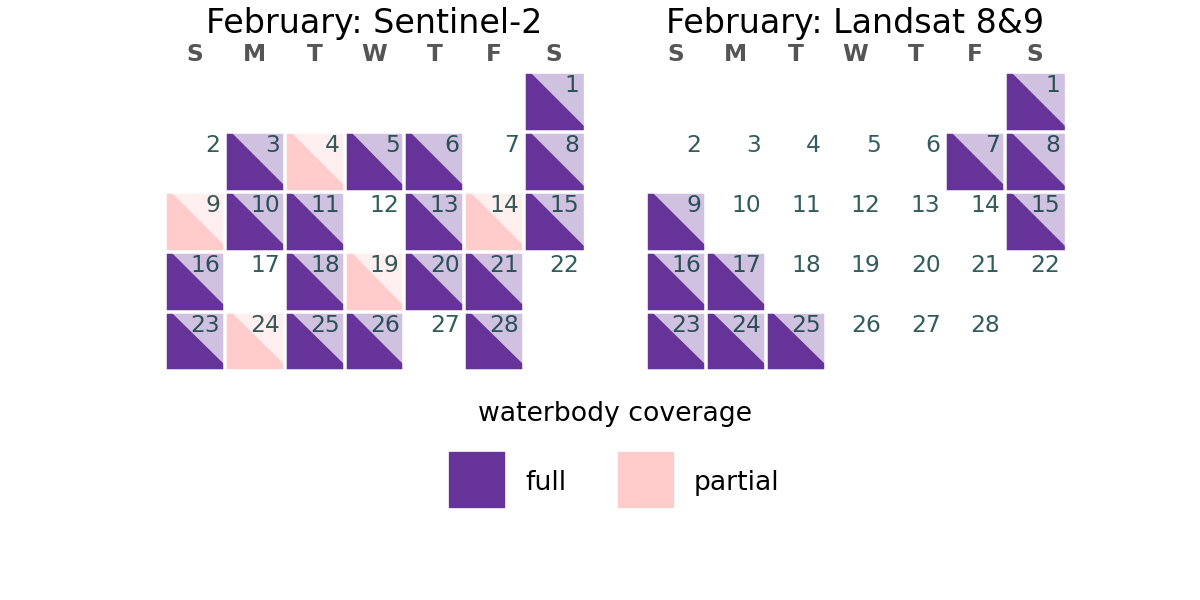 February: Sentinel-2
S M T W T F S
1
2 3 4 5 6 7 8
9 10 11 12 13 14 15
16 17 18 19 20 21 22
23 24 25 26 27 28
February: Landsat 8&9
S M T W T F S
1
2 3 4 5 6 7 8
9 10 11 12 13 14 15
16 17 18 19 20 21 22
23 24 25 26 27 28
waterbody coverage
full partial